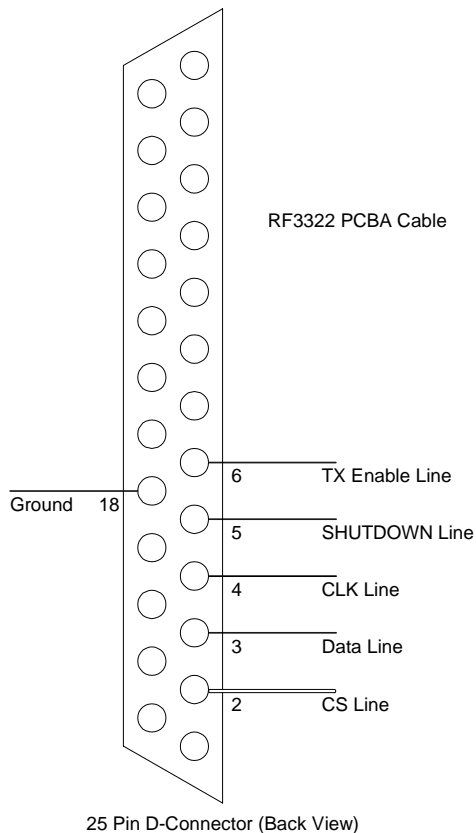 RF3322 PCBA Cable
6 TX Enable Line
Ground 18
5 SHUTDOWN Line
4 CLK Line
3 Data Line
2 CS Line
25 Pin D-Connector (Back View)